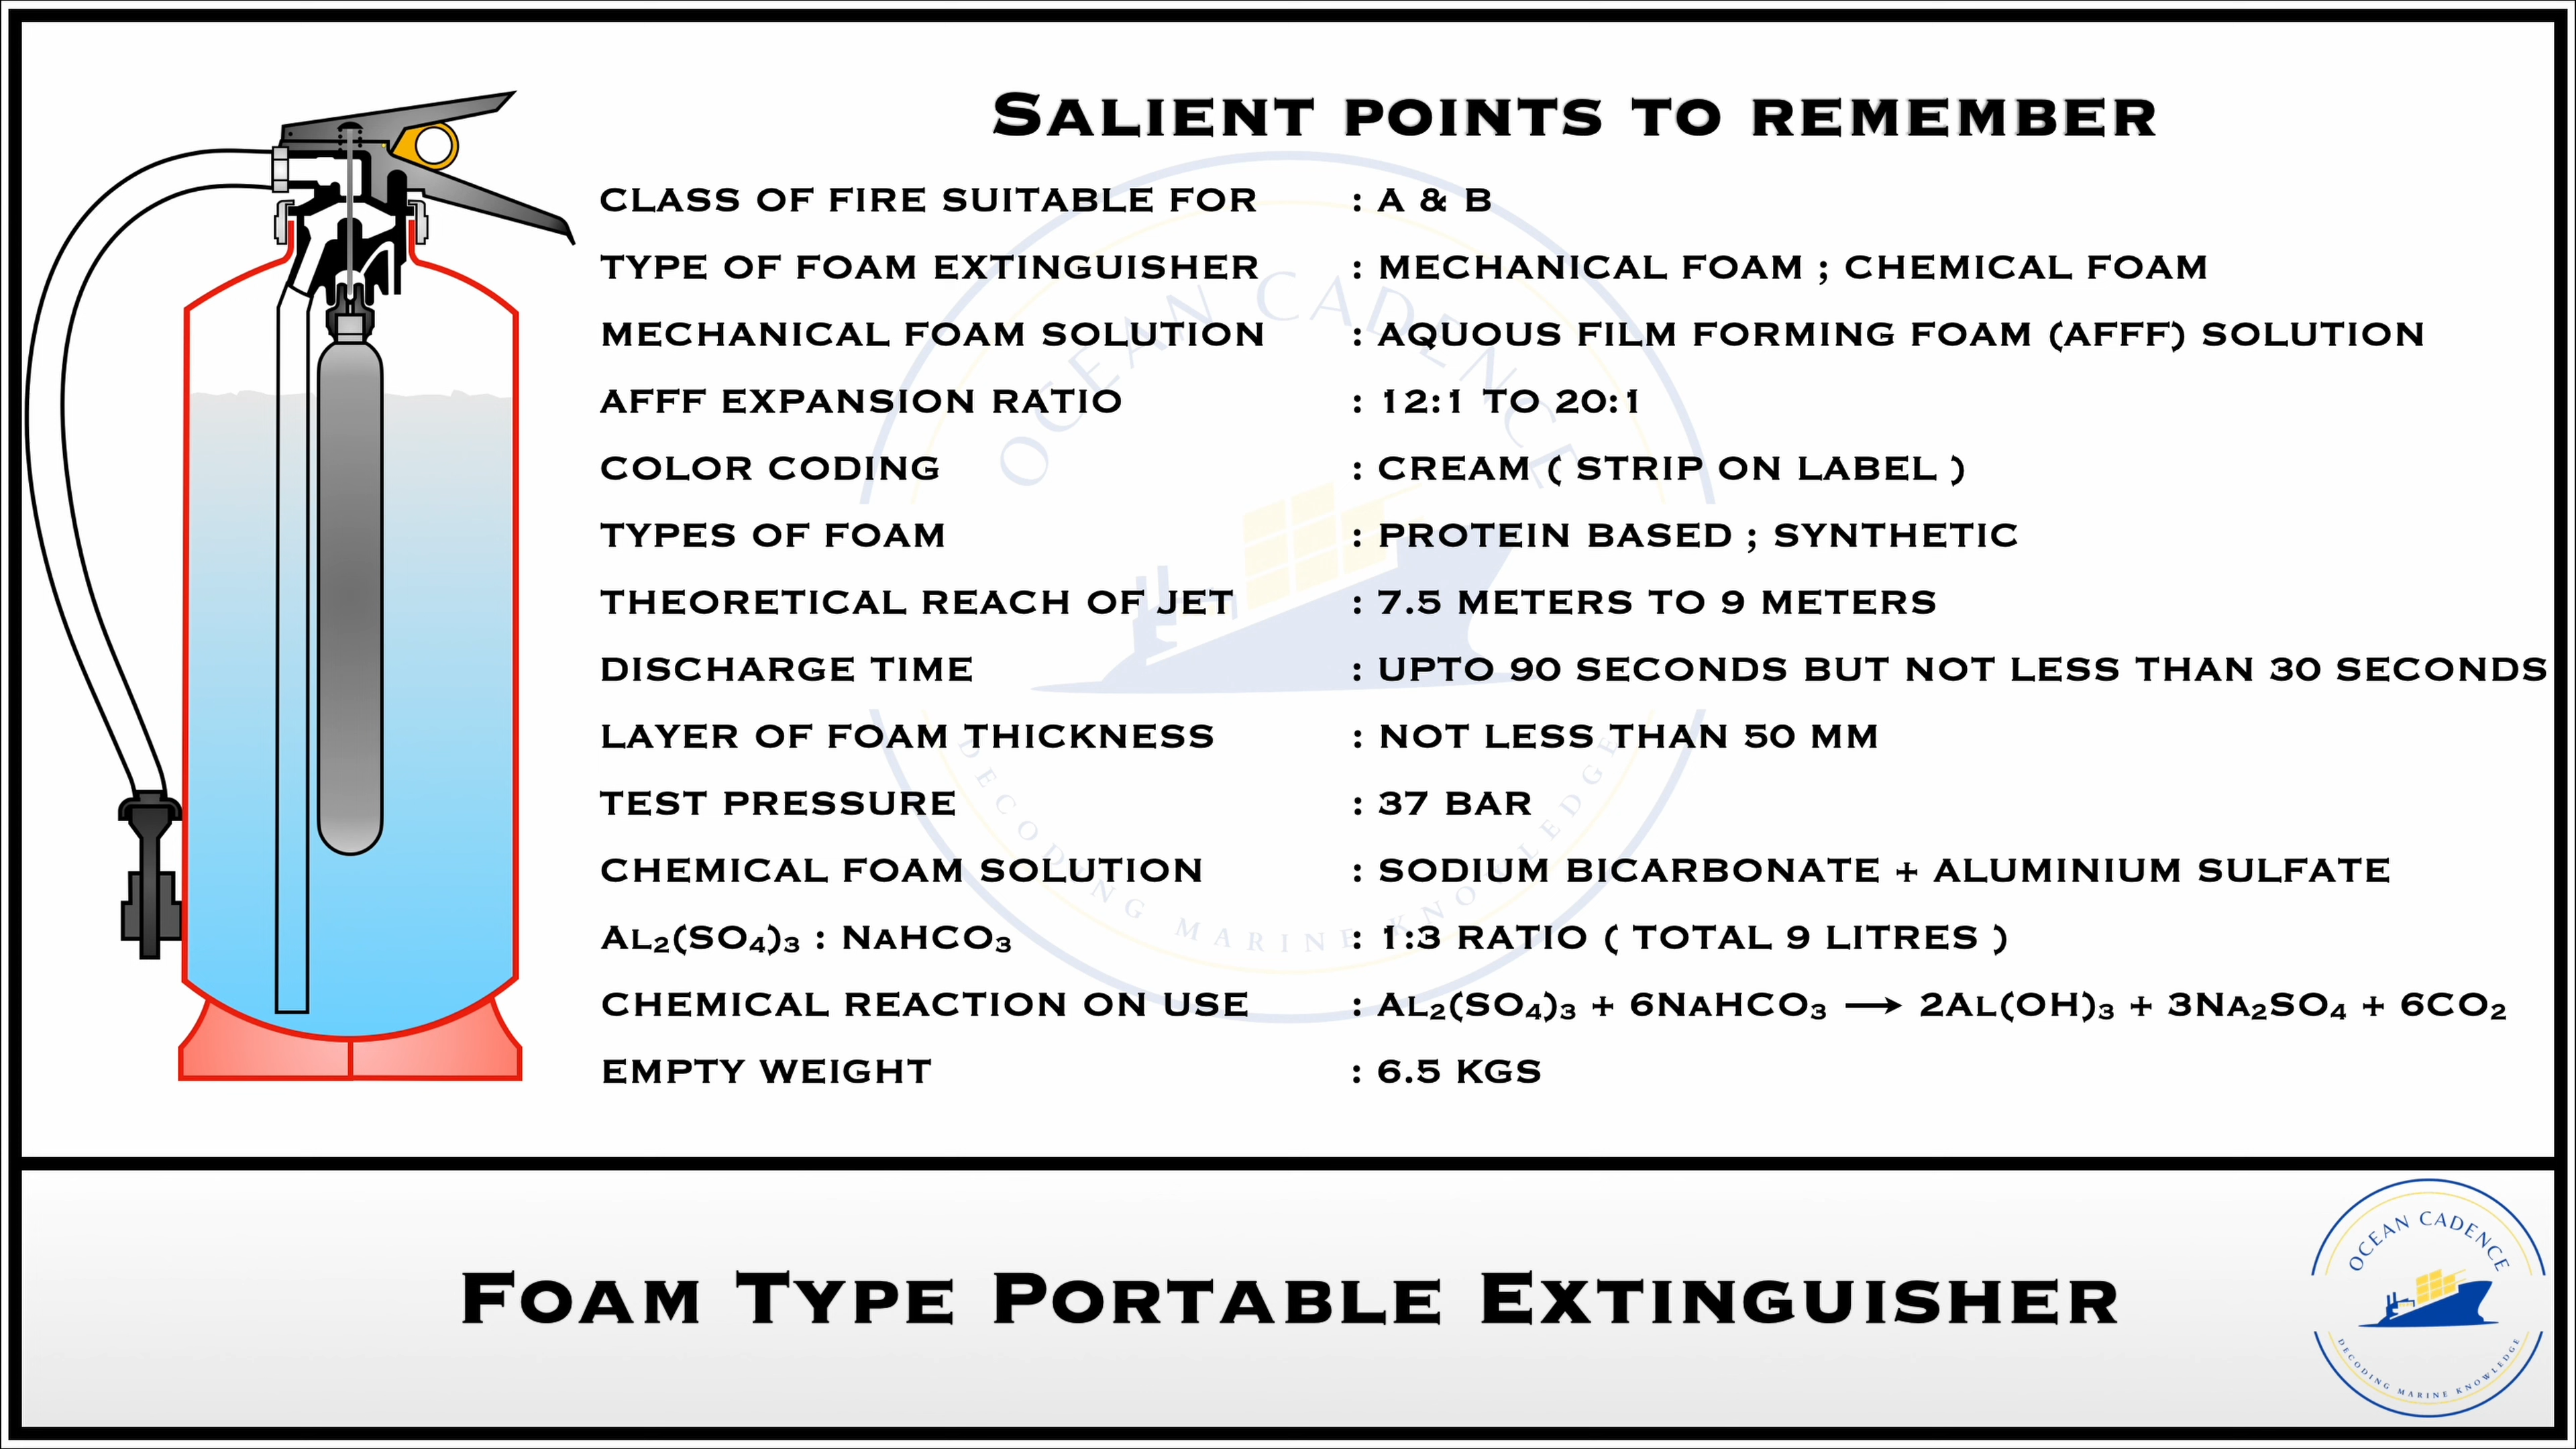 SALIENT POINTS TO REMEMBER
CLASS OF FIRE SUITABLE FOR : A & B
TYPE OF FOAM EXTINGUISHER : MECHANICAL FOAM ; CHEMICAL FOAM
MECHANICAL FOAM SOLUTION : AQUOUS FILM FORMING FOAM (AFFF) SOLUTION
AFFF EXPANSION RATIO : 12:1 TO 20:1
COLOR CODING : CREAM ( STRIP ON LABEL )
TYPES OF FOAM : PROTEIN BASED ; SYNTHETIC
THEORETICAL REACH OF JET : 7.5 METERS TO 9 METERS
DISCHARGE TIME : UPTO 90 SECONDS BUT NOT LESS THAN 30 SECONDS
LAYER OF FOAM THICKNESS : NOT LESS THAN 50 MM
TEST PRESSURE : 37 BAR
CHEMICAL FOAM SOLUTION : SODIUM BICARBONATE + ALUMINIUM SULFATE
AL₂(SO₄)₃ : NAHCO₃ : 1:3 RATIO ( TOTAL 9 LITRES )
CHEMICAL REACTION ON USE : AL₂(SO₄)₃ + 6NAHCO₃ → 2AL(OH)₃ + 3NA₂SO₄ + 6CO₂
EMPTY WEIGHT : 6.5 KGS
OCEAN CADENCE
DECODING MARINE KNOWLEDGE
FOAM TYPE PORTABLE EXTINGUISHER
OCEAN CADENCE
DECODING MARINE KNOWLEDGE